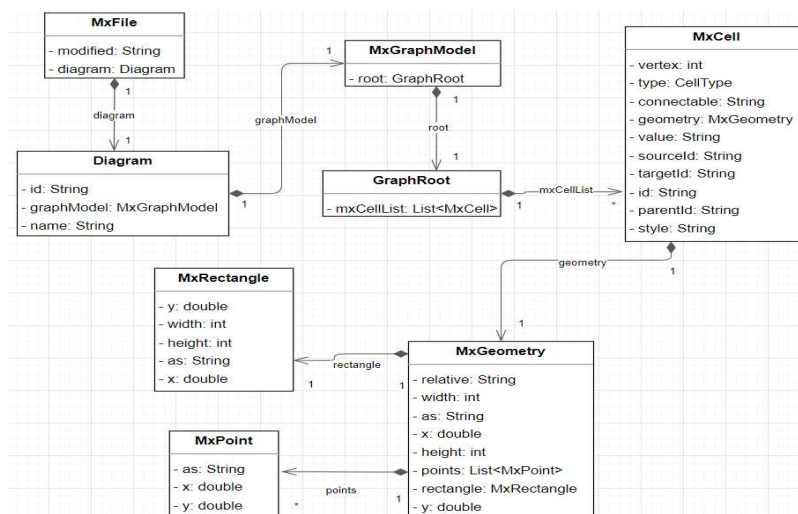 MxFile
- modified: String
- diagram: Diagram
1
diagram
1
Diagram
- id: String
- graphModel: MxGraphModel
- name: String
1
graphModel
1
MxGraphModel
- root: GraphRoot
1
root
1
GraphRoot
- mxCellList: List<MxCell>
1
mxCellList
*
MxCell
- vertex: int
- type: CellType
- connectable: String
- geometry: MxGeometry
- value: String
- sourceId: String
- targetId: String
- id: String
- parentId: String
- style: String
1
geometry
1
MxRectangle
- y: double
- width: int
- height: int
- as: String
- x: double
1
rectangle
1
MxGeometry
- relative: String
- width: int
- as: String
- x: double
- height: int
- points: List<MxPoint>
- rectangle: MxRectangle
- y: double
MxPoint
- as: String
- x: double
- y: double
*
points
1